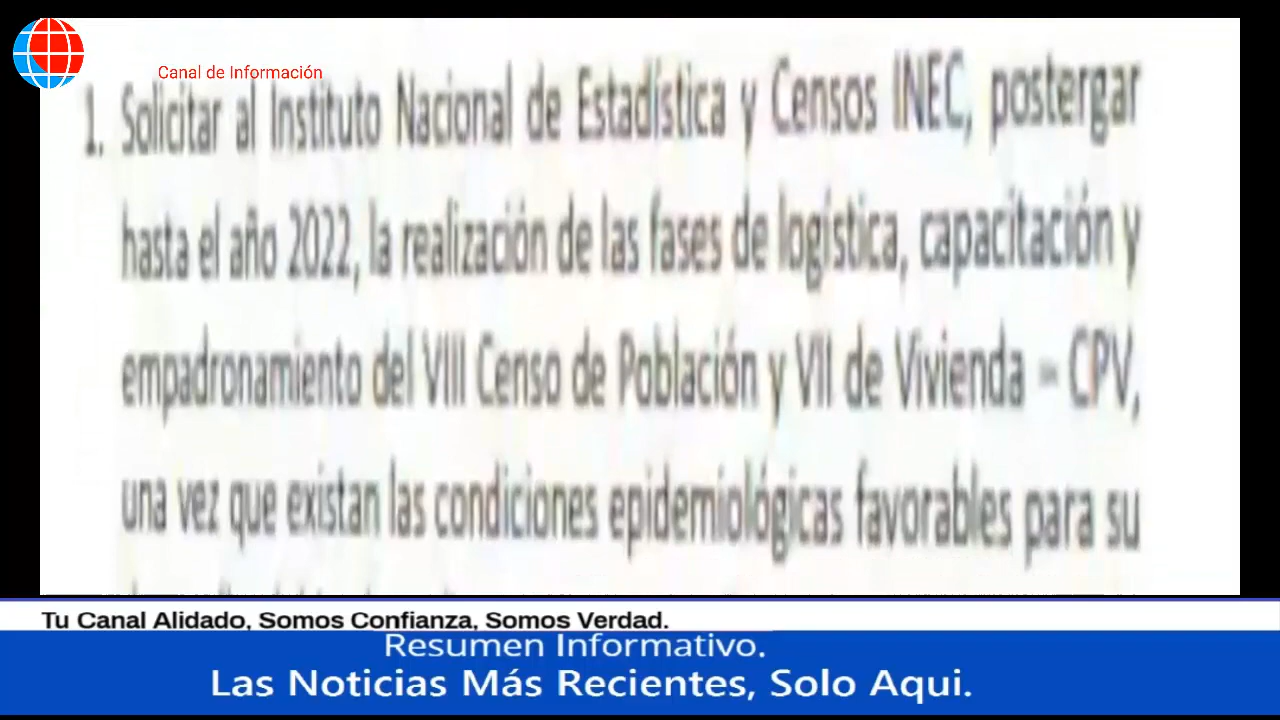 Canal de Información
1. Solicitar al Instituto Nacional de Estadística y Censos INEC, postergar
hasta el año 2022, la realización de las fases de logística, capacitación y
empadronamiento del VIII Censo de Población y VII de Vivienda – CPV,
una vez que existan las condiciones epidemiológicas favorables para su
Tu Canal Alidado, Somos Confianza, Somos Verdad.
Resumen Informativo.
Las Noticias Más Recientes, Solo Aqui.